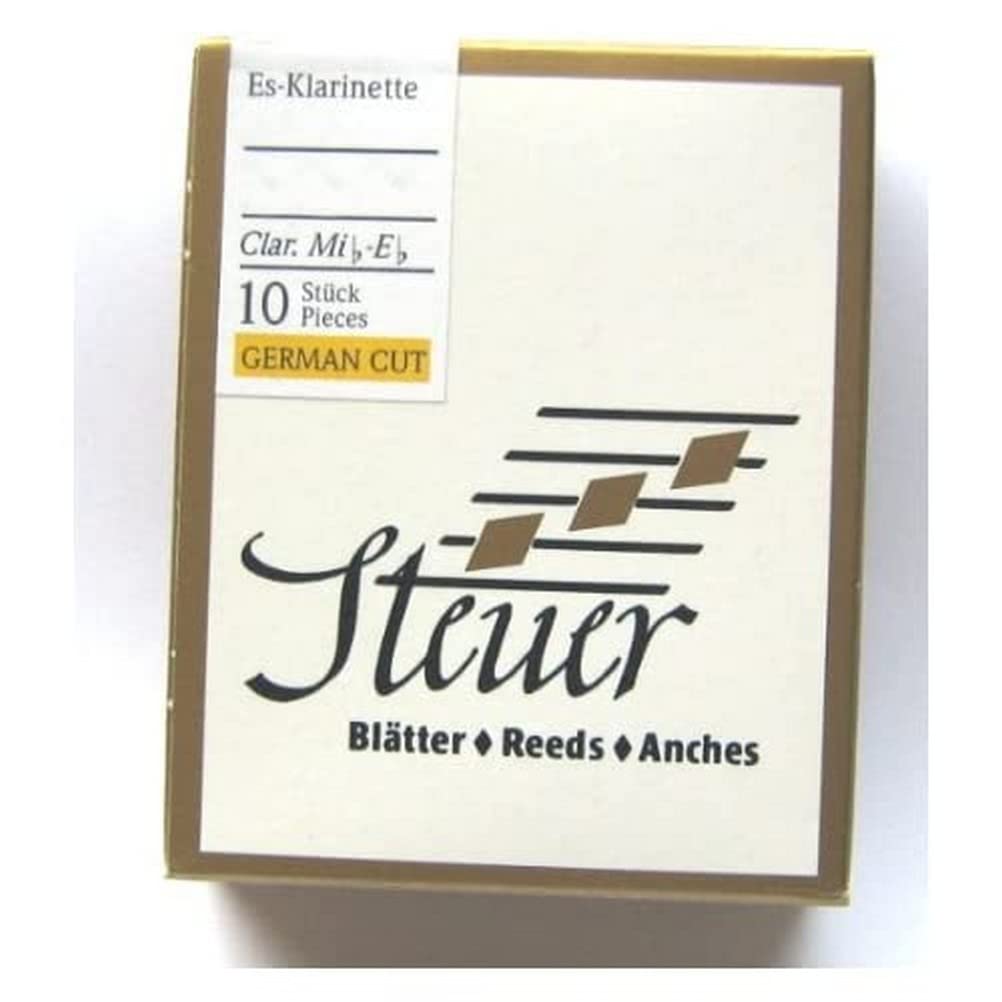 Es-Klarinette
Clar. Mi♭-E♭
10 Stück
Pieces
GERMAN CUT
Steuer
Blätter ♦ Reeds ♦ Anches